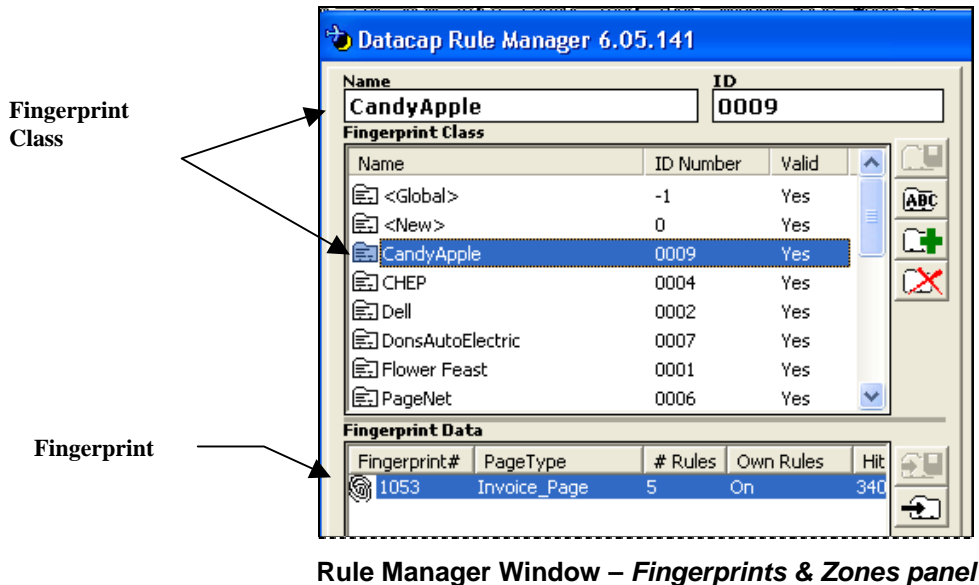 Datacap Rule Manager 6.05.141
Name ID
CandyApple 0009
Fingerprint Class
Fingerprint Class
Name ID Number Valid
<Global> -1 Yes
<New> 0 Yes
CandyApple 0009 Yes
CHEP 0004 Yes
Dell 0002 Yes
DonsAutoElectric 0007 Yes
Flower Feast 0001 Yes
PageNet 0006 Yes
ABC
Fingerprint
Fingerprint Data
Fingerprint# PageType # Rules Own Rules Hit
1053 Invoice_Page 5 On 340
Rule Manager Window – Fingerprints & Zones panel